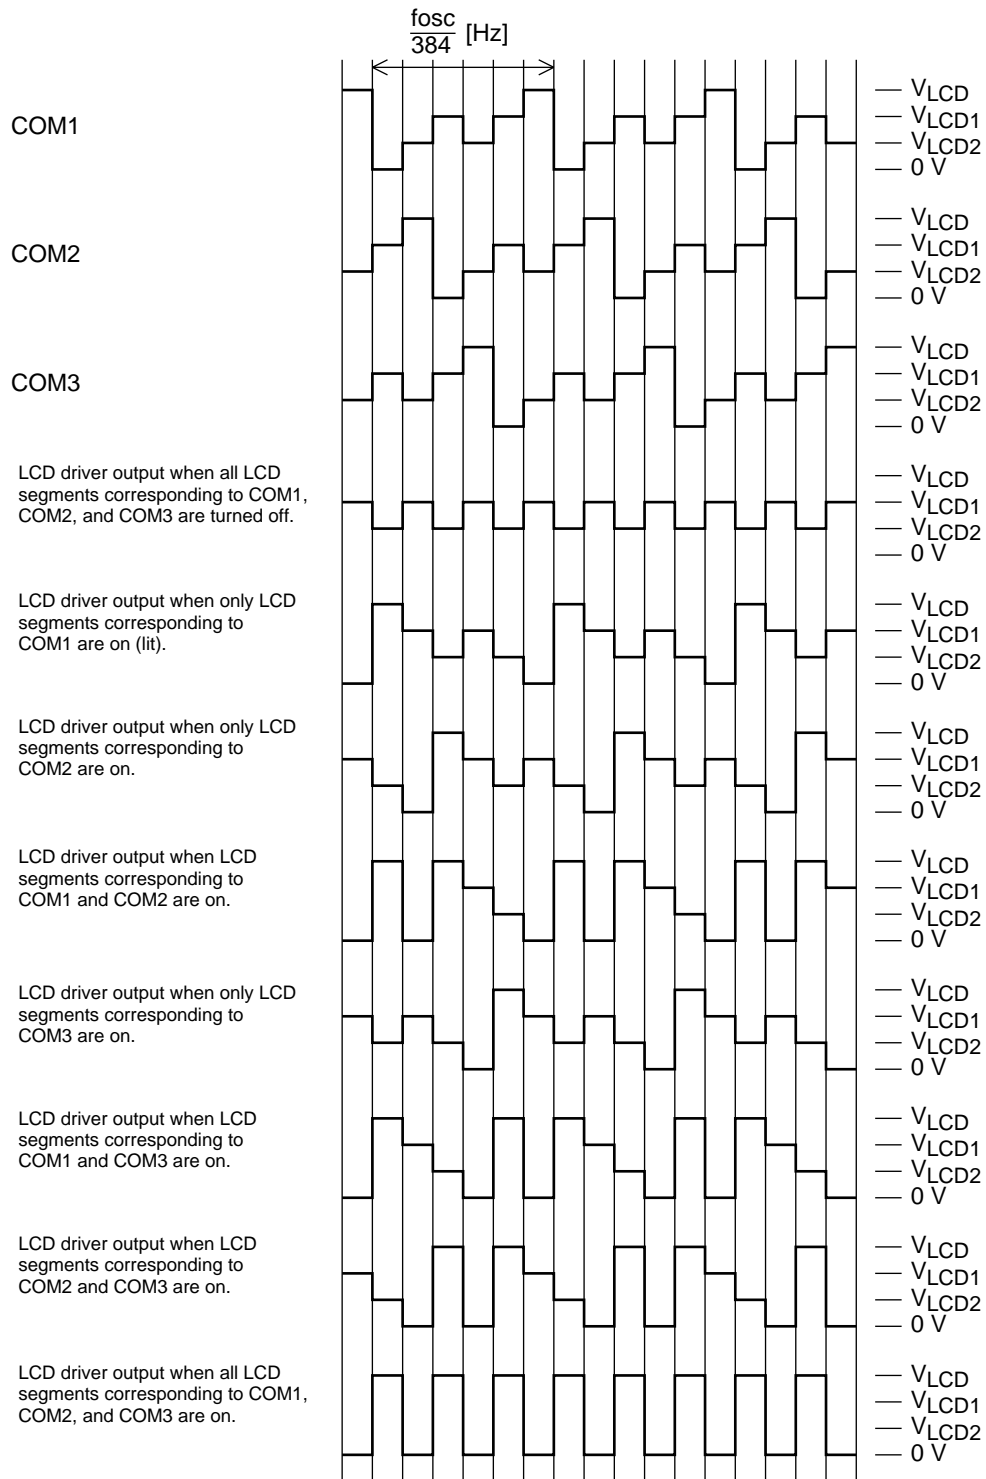 fosc
384 [Hz]
COM1
VLCD
VLCD1
VLCD2
0 V
COM2
VLCD
VLCD1
VLCD2
0 V
COM3
VLCD
VLCD1
VLCD2
0 V
LCD driver output when all LCD
segments corresponding to COM1,
COM2, and COM3 are turned off.
VLCD
VLCD1
VLCD2
0 V
LCD driver output when only LCD
segments corresponding to
COM1 are on (lit).
VLCD
VLCD1
VLCD2
0 V
LCD driver output when only LCD
segments corresponding to
COM2 are on.
VLCD
VLCD1
VLCD2
0 V
LCD driver output when LCD
segments corresponding to
COM1 and COM2 are on.
VLCD
VLCD1
VLCD2
0 V
LCD driver output when only LCD
segments corresponding to
COM3 are on.
VLCD
VLCD1
VLCD2
0 V
LCD driver output when LCD
segments corresponding to
COM1 and COM3 are on.
VLCD
VLCD1
VLCD2
0 V
LCD driver output when LCD
segments corresponding to
COM2 and COM3 are on.
VLCD
VLCD1
VLCD2
0 V
LCD driver output when all LCD
segments corresponding to COM1,
COM2, and COM3 are on.
VLCD
VLCD1
VLCD2
0 V